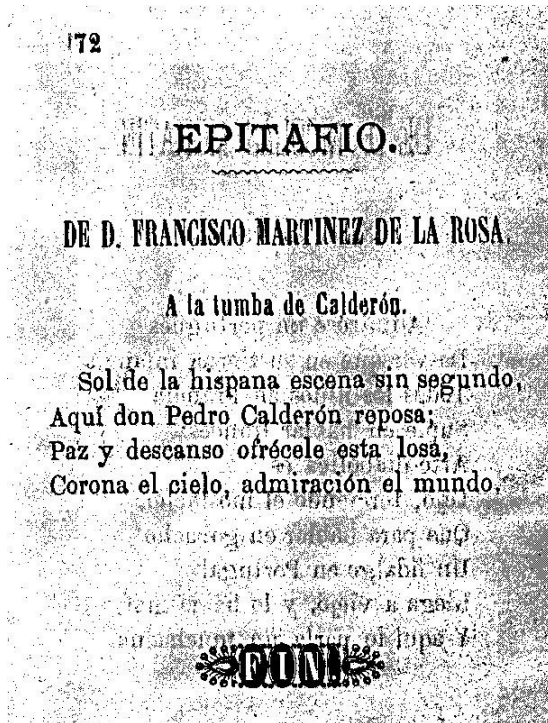 72
EPITAFIO.
DE D. FRANCISCO MARTINEZ DE LA ROSA.
A la tumba de Calderón.
Sol de la hispana escena sin segundo,
Aquí don Pedro Calderón reposa;
Paz y descanso ofrécele esta losa,
Corona el cielo, admiración el mundo.
FIN